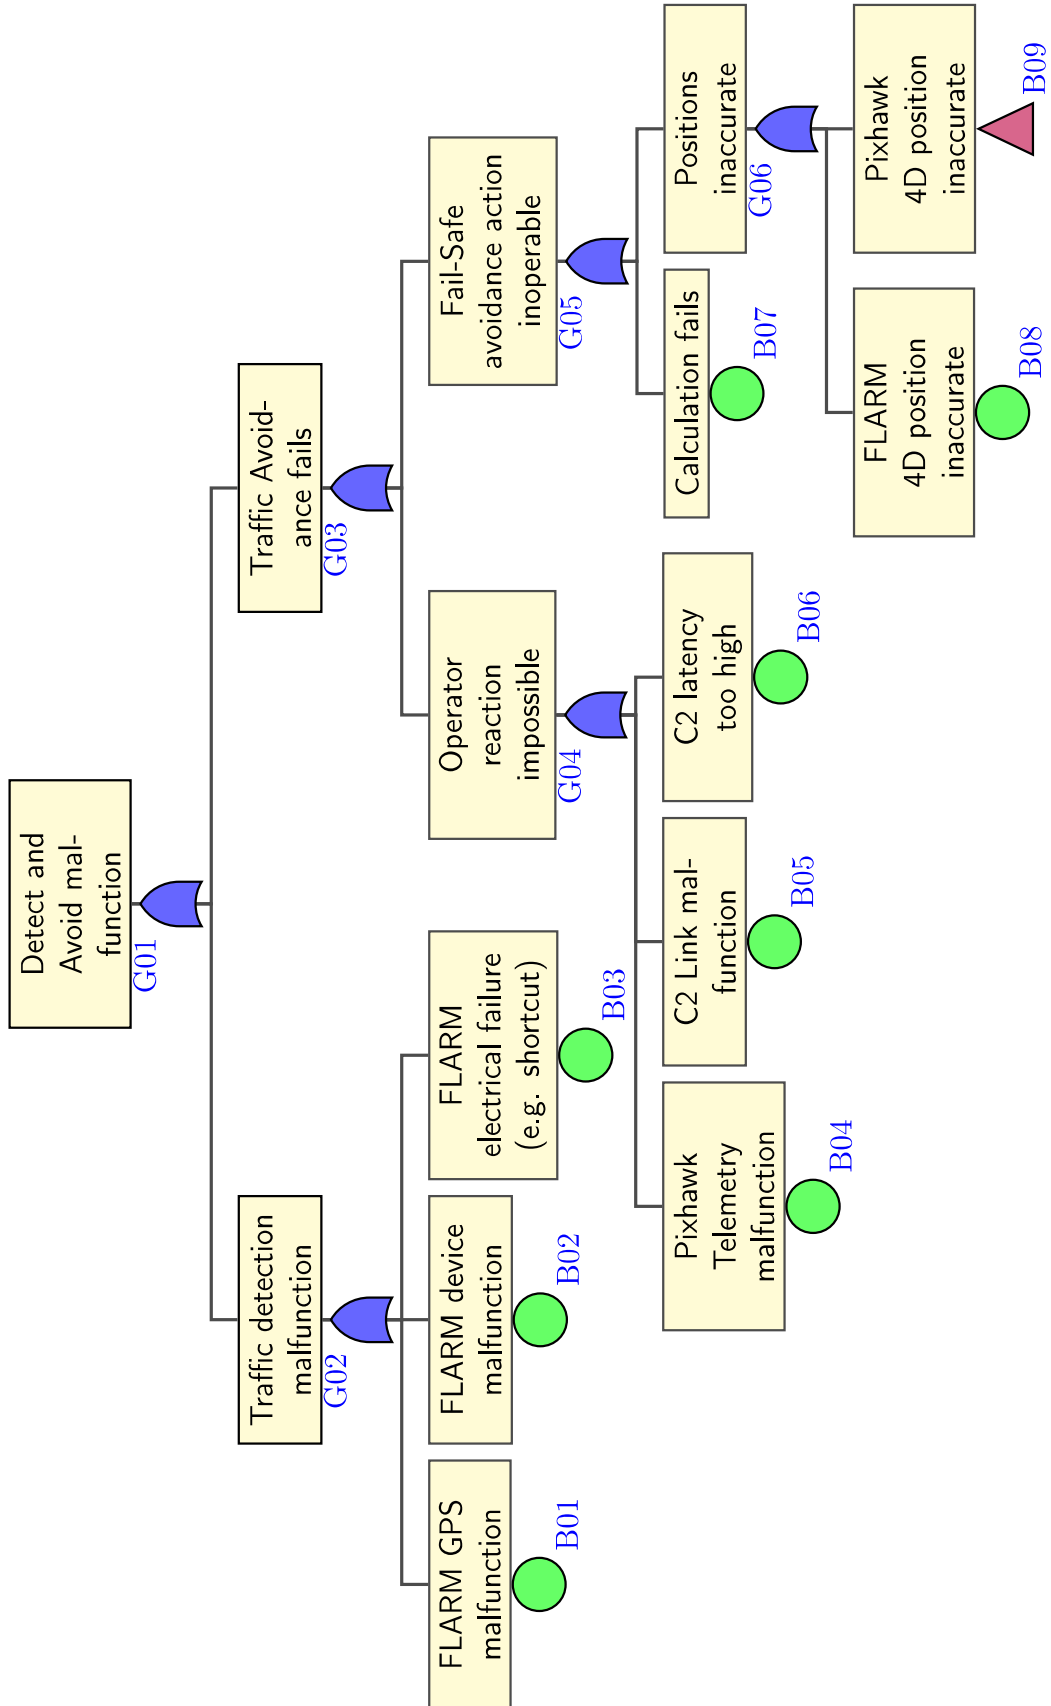 Detect and
Avoid mal-
function
G01
Traffic detection
malfunction
G02
Traffic Avoid-
ance fails
G03
FLARM GPS
malfunction
B01
FLARM device
malfunction
B02
FLARM
electrical failure
(e.g. shortcut)
B03
Operator
reaction
impossible
G04
Fail-Safe
avoidance action
inoperable
G05
Pixhawk
Telemetry
malfunction
B04
C2 Link mal-
function
B05
C2 latency
too high
B06
Calculation fails
B07
Positions
inaccurate
G06
FLARM
4D position
inaccurate
B08
Pixhawk
4D position
inaccurate
B09